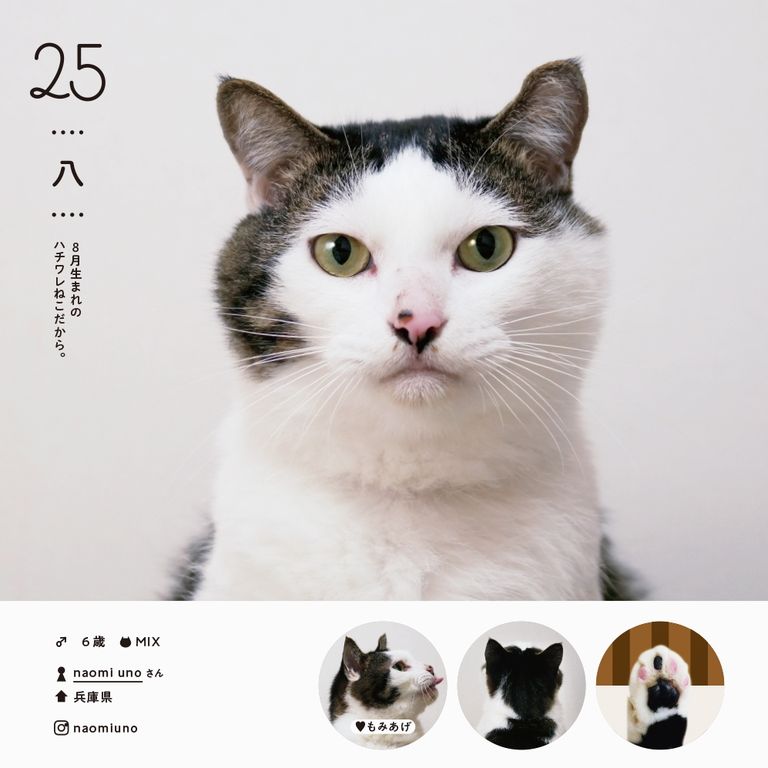 25
八
8月生まれの
ハチワレねこだから。
♂ 6歳 MIX
naomi uno さん
兵庫県
naomiuno
♥もみあげ